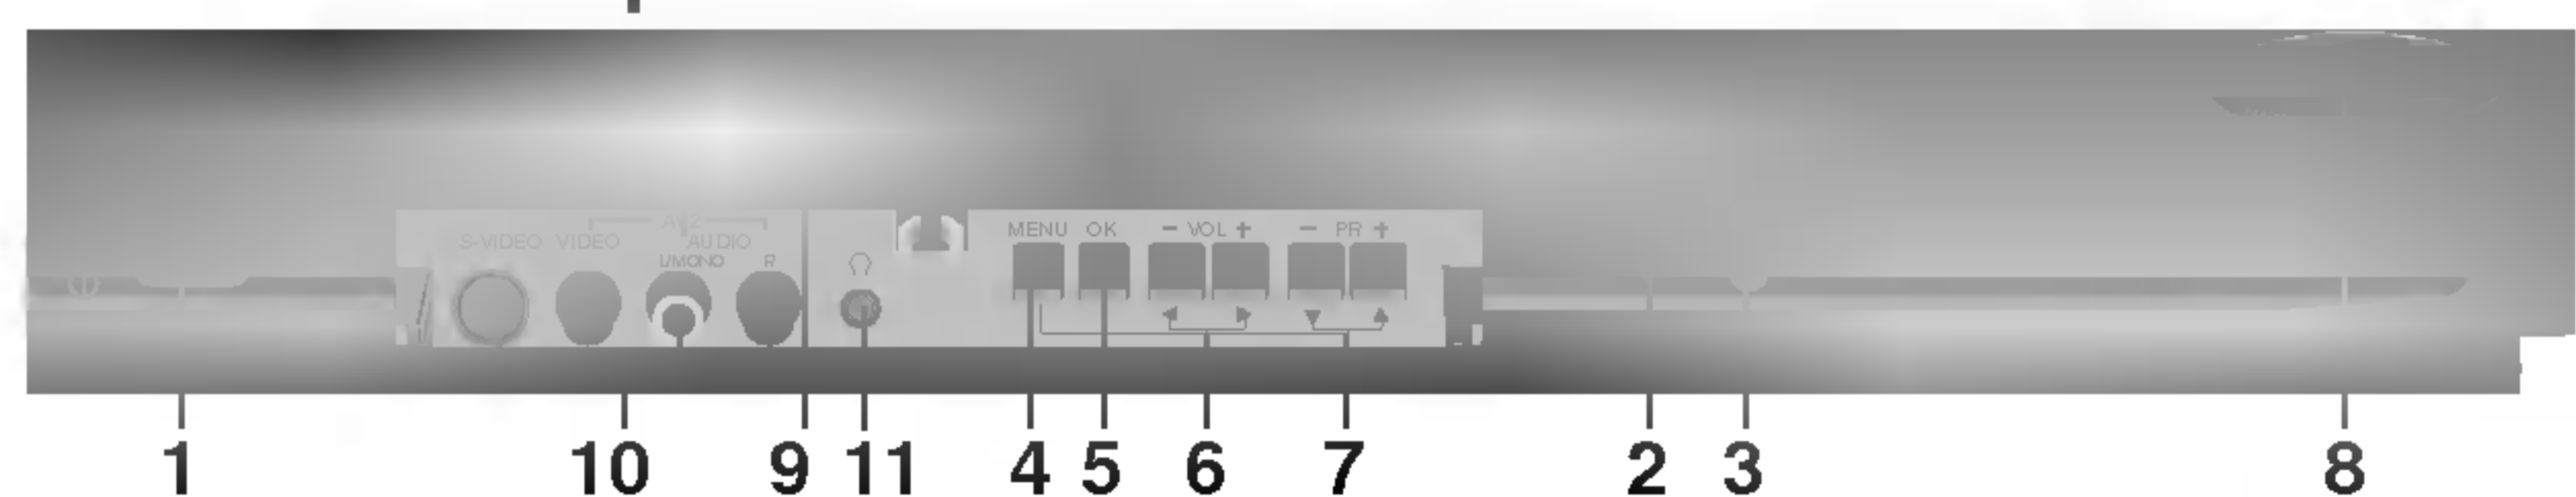 AV2
S-VIDEO VIDEO AUDIO
L/MONO R
MENU OK - VOL + - PR +
1 10 9 11 4 5 6 7 2 3 8